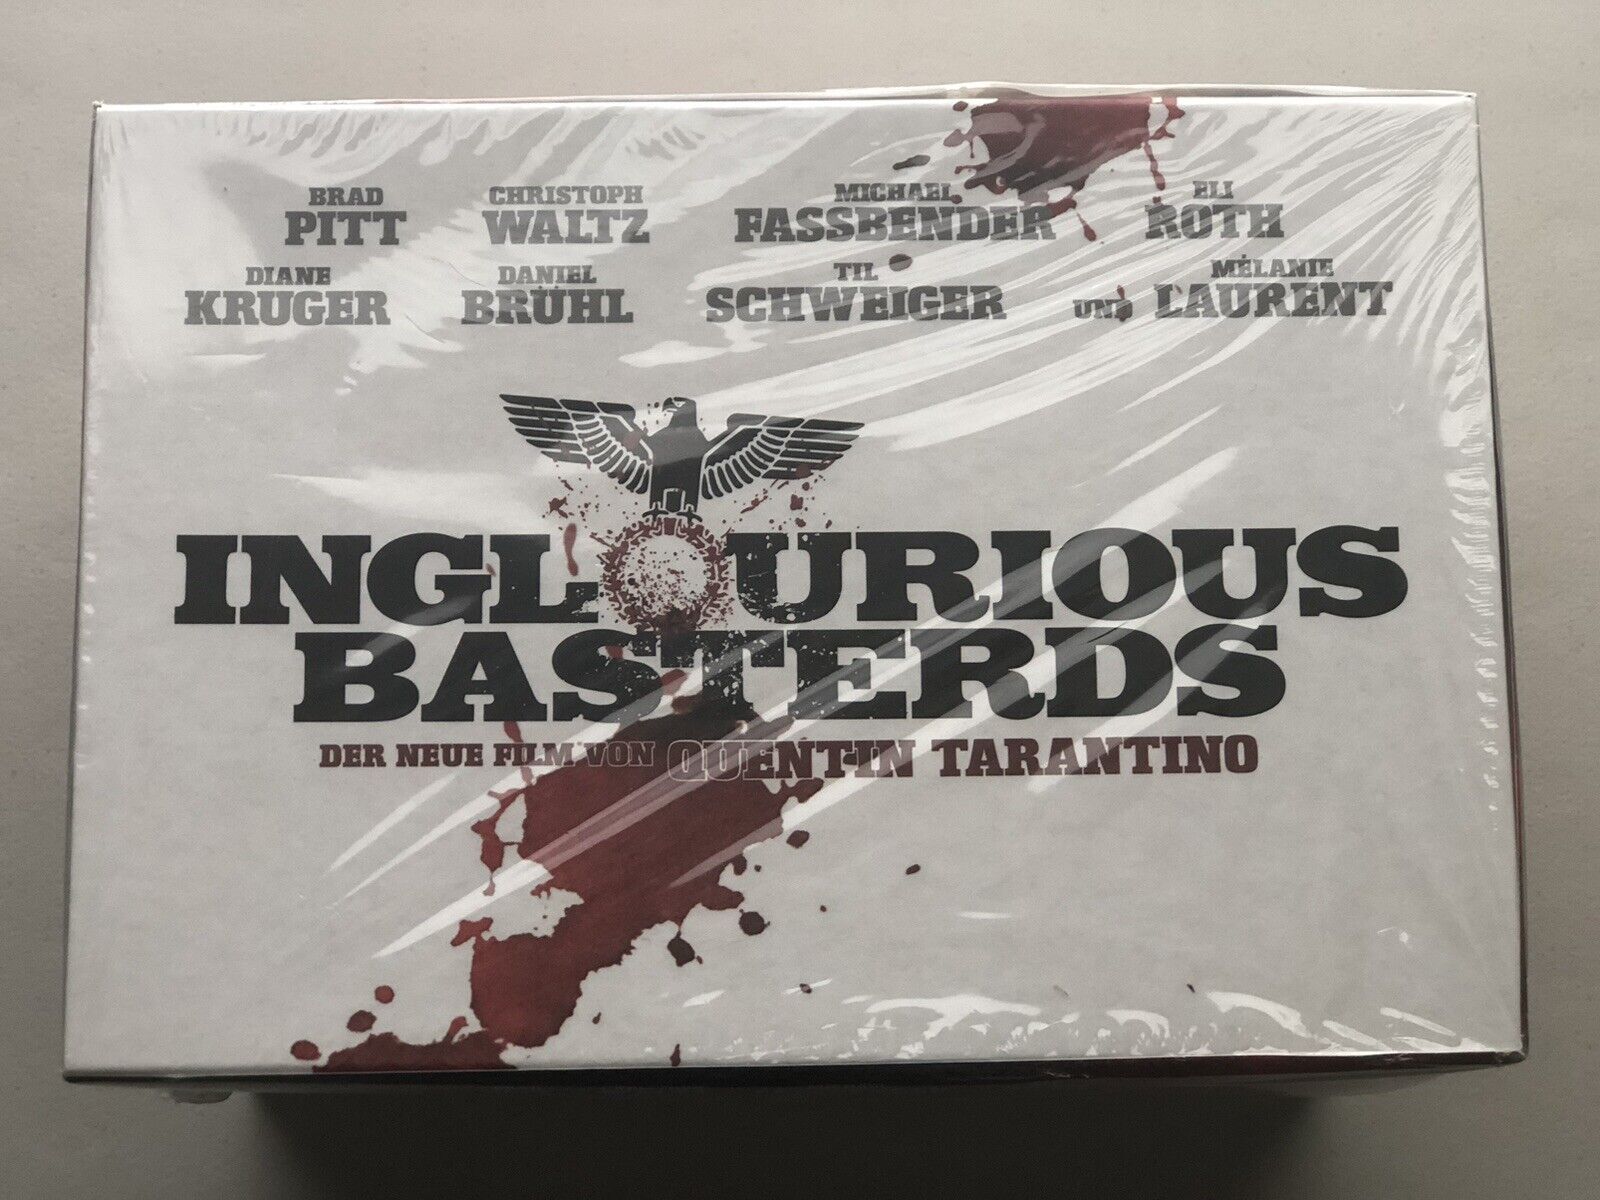 BRAD PITT CHRISTOPH WALTZ MICHAEL FASSBENDER ELI ROTH
DIANE KRUGER DANIEL BRÜHL TIL SCHWEIGER UND MÉLANIE LAURENT
INGLOURIOUS
BASTERDS
DER NEUE FILM VON QUENTIN TARANTINO